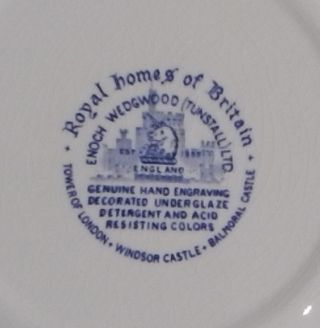 Royal homes of Britain
ENOCH WEDGWOOD (TUNSTALL) LTD.
ENGLAND
GENUINE HAND ENGRAVING
DECORATED UNDERGLAZE
DETERGENT AND ACID
RESISTING COLORS
TOWER OF LONDON • WINDSOR CASTLE • BALMORAL CASTLE